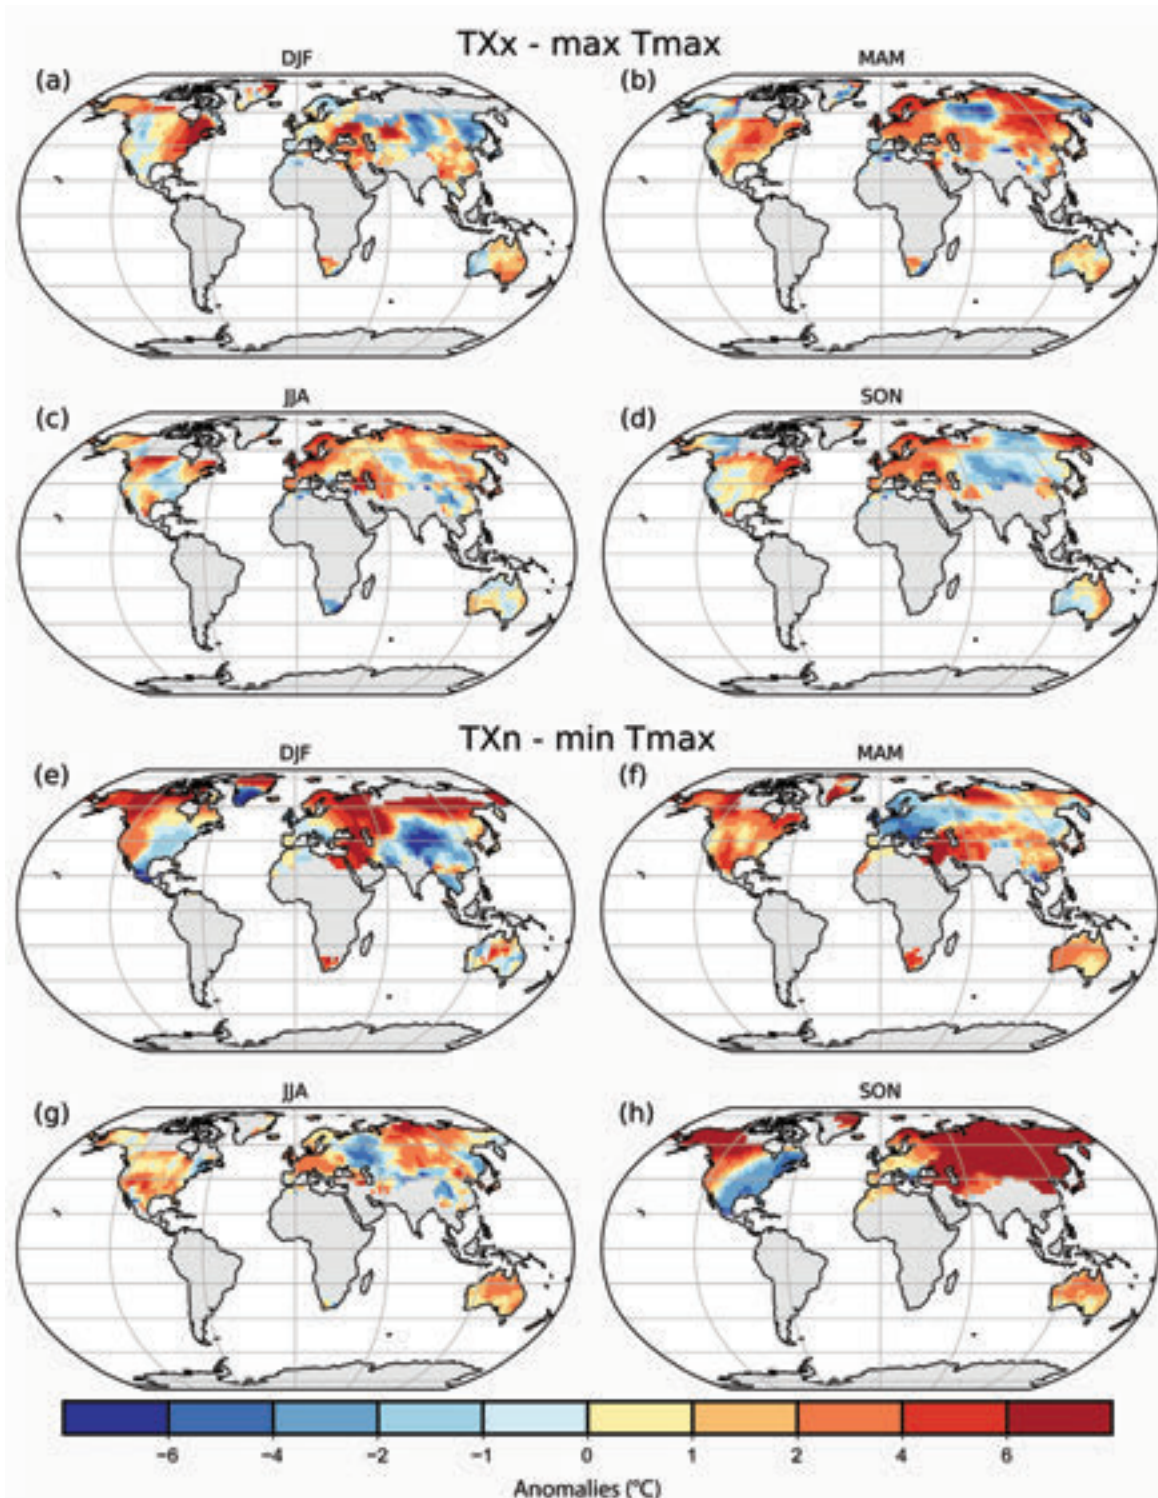 TXx - max Tmax
DJF
MAM
(a)
(b)
JJA
SON
(c)
(d)
TXn - min Tmax
DJF
MAM
(e)
(f)
JJA
SON
(g)
(h)
−6 −4 −2 −1 0 1 2 4 6
Anomalies (°C)